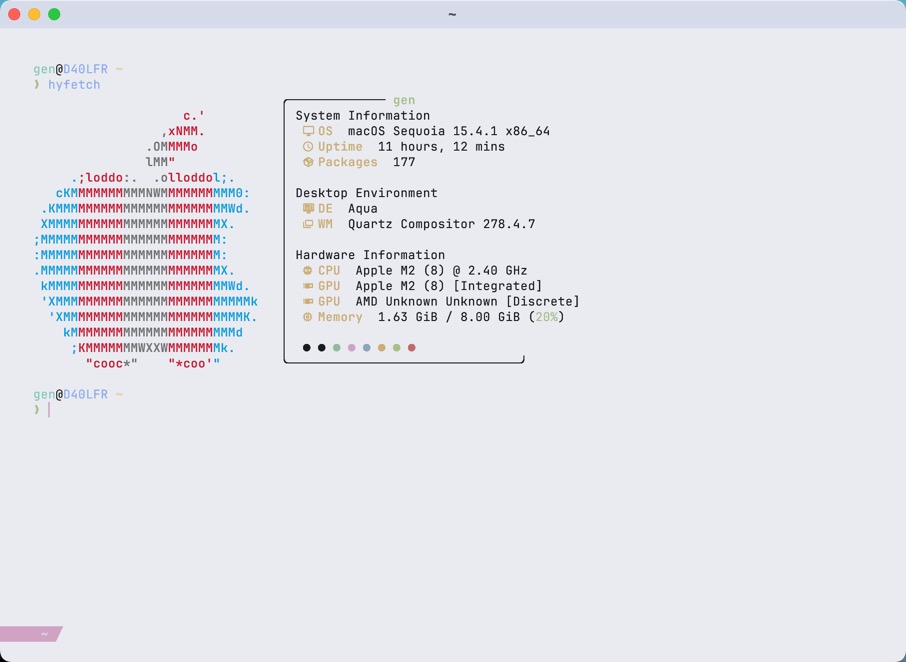 ~
gen@D40LFR ~
❯ hyfetch
c.'
,xNMM.
.OMMMMo
lMM"
.;loddo:.  .olloddol;.
cKMMMMMMMMMMNWMMMMMMMMMM0:
.KMMMMMMMMMMMMMMMMMMMMMMMWd.
XMMMMMMMMMMMMMMMMMMMMMMMX.
;MMMMMMMMMMMMMMMMMMMMMMMM:
:MMMMMMMMMMMMMMMMMMMMMMMM:
.MMMMMMMMMMMMMMMMMMMMMMMMX.
kMMMMMMMMMMMMMMMMMMMMMMMMWd.
'XMMMMMMMMMMMMMMMMMMMMMMMMMMk
'XMMMMMMMMMMMMMMMMMMMMMMMMK.
kMMMMMMMMMMMMMMMMMMMMMMd
;KMMMMMMMWXXWMMMMMMMk.
"cooc*"    "*coo'"
gen
System Information
OS  macOS Sequoia 15.4.1 x86_64
Uptime  11 hours, 12 mins
Packages  177
Desktop Environment
DE  Aqua
WM  Quartz Compositor 278.4.7
Hardware Information
CPU  Apple M2 (8) @ 2.40 GHz
GPU  Apple M2 (8) [Integrated]
GPU  AMD Unknown Unknown [Discrete]
Memory  1.63 GiB / 8.00 GiB (20%)
gen@D40LFR ~
❯
~